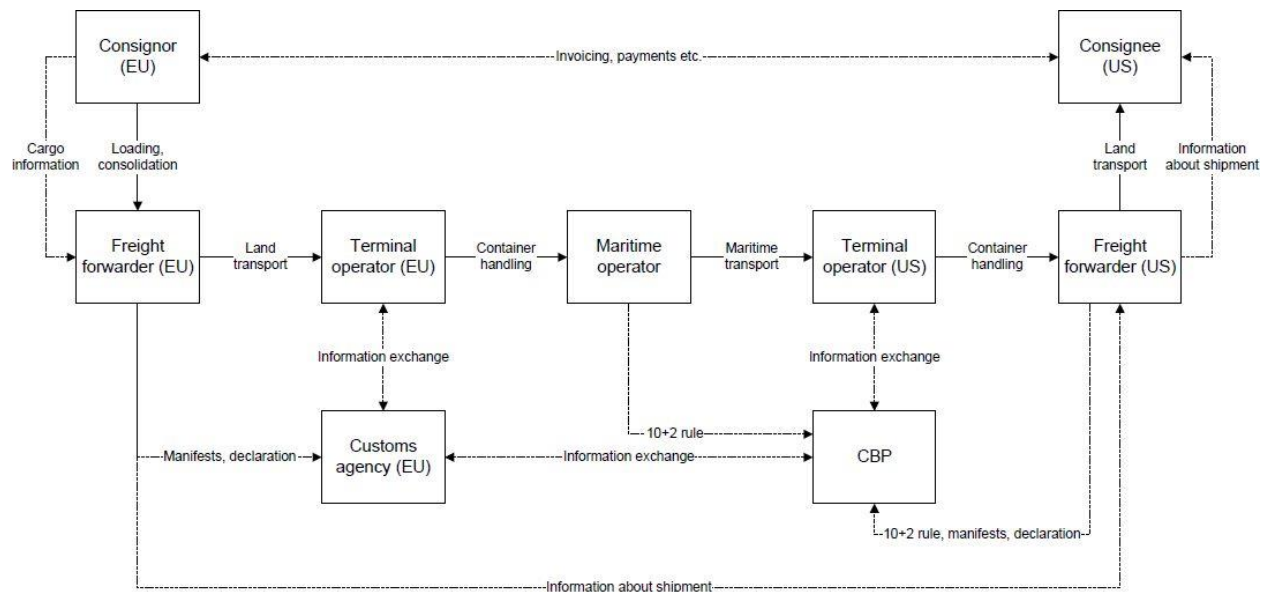 Consignor
(EU)
Invoicing, payments etc.
Consignee
(US)
Cargo
information
Loading,
consolidation
Land
transport
Information
about shipment
Freight
forwarder (EU)
Land
transport
Terminal
operator (EU)
Container
handling
Maritime
operator
Maritime
transport
Terminal
operator (US)
Container
handling
Freight
forwarder (US)
Information exchange
Information exchange
10+2 rule
Manifests, declaration
Customs
agency (EU)
Information exchange
CBP
10+2 rule, manifests, declaration
Information about shipment